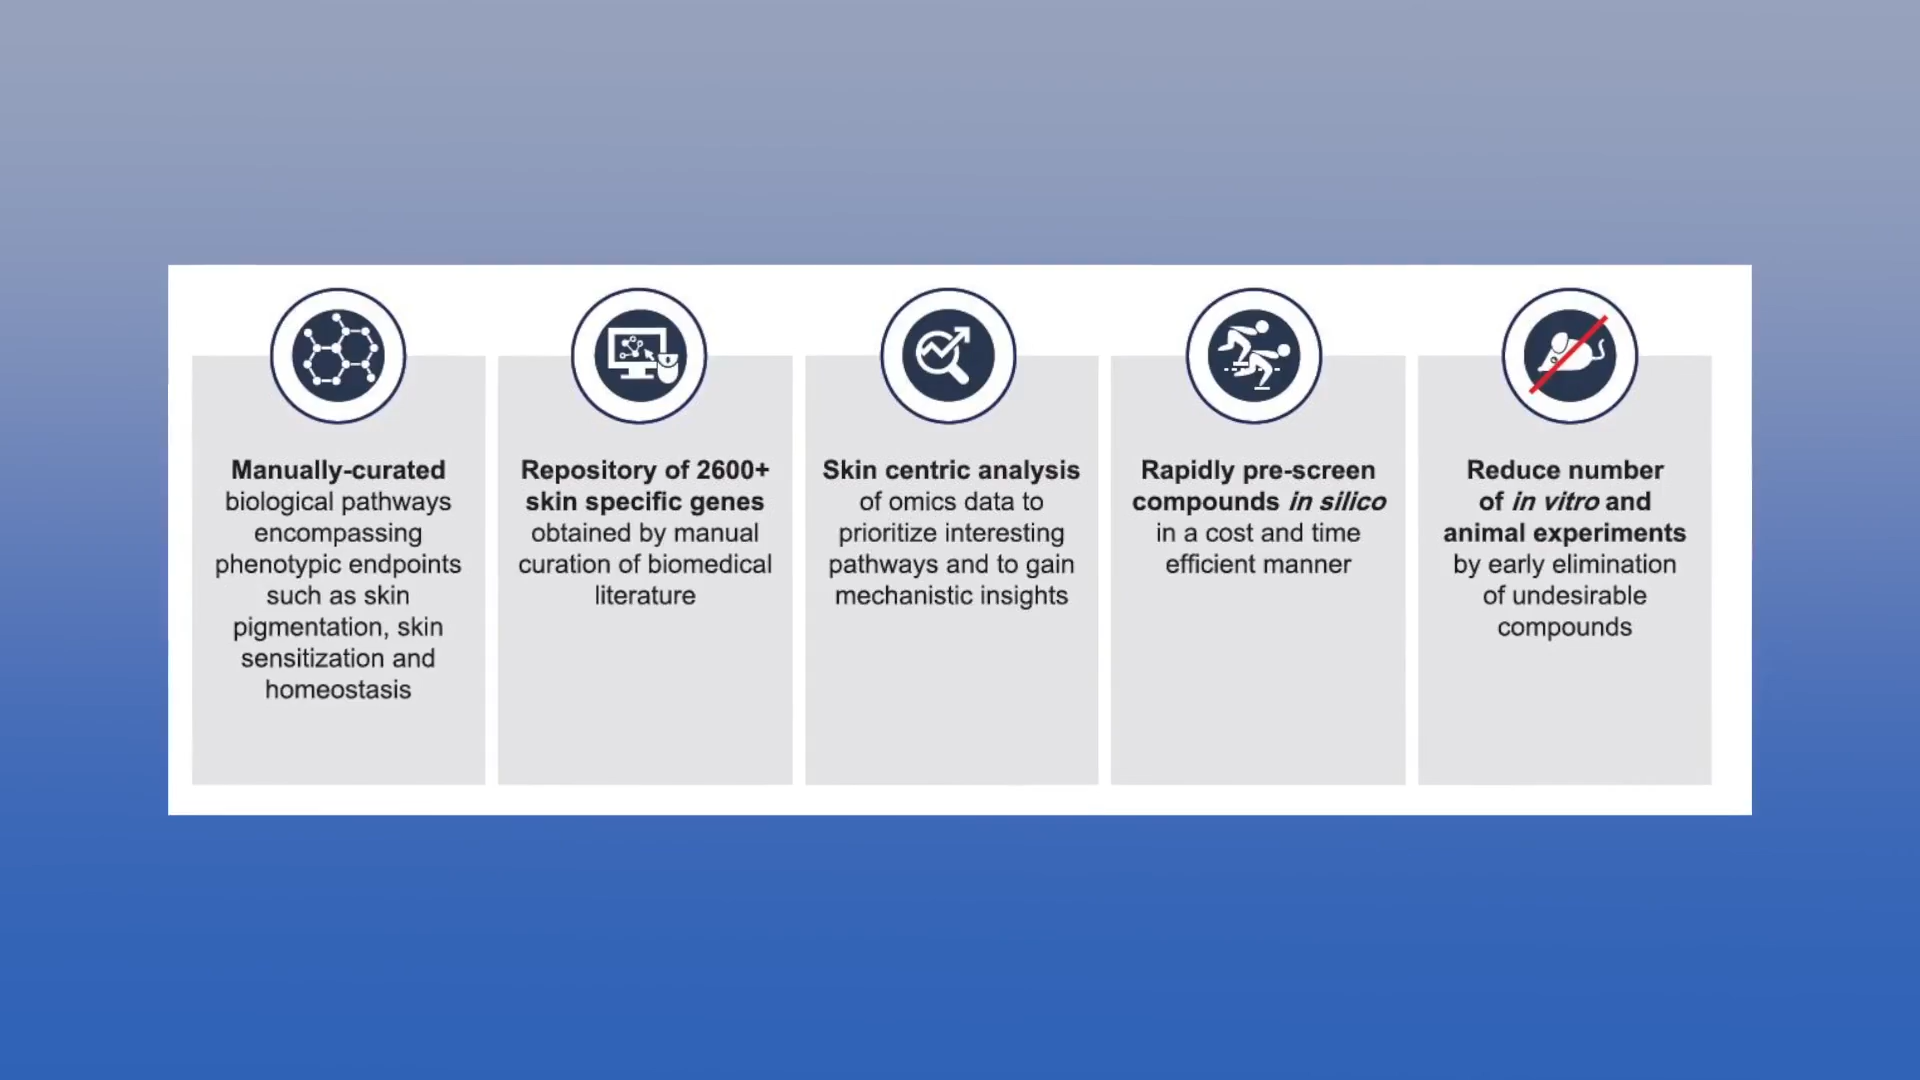 Manually-curated
biological pathways
encompassing
phenotypic endpoints
such as skin
pigmentation, skin
sensitization and
homeostasis
Repository of 2600+
skin specific genes
obtained by manual
curation of biomedical
literature
Skin centric analysis
of omics data to
prioritize interesting
pathways and to gain
mechanistic insights
Rapidly pre-screen
compounds in silico
in a cost and time
efficient manner
Reduce number
of in vitro and
animal experiments
by early elimination
of undesirable
compounds